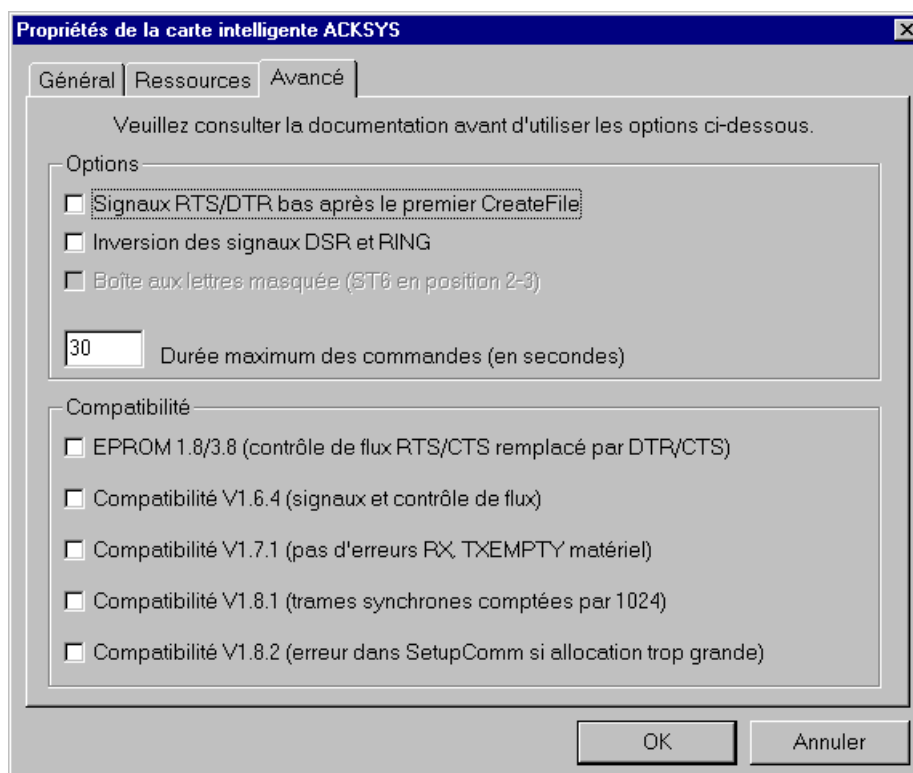 Propriétés de la carte intelligente ACKSYS
Général Ressources Avancé
Veuillez consulter la documentation avant d'utiliser les options ci-dessous.
Options
Signaux RTS/DTR bas après le premier CreateFile
Inversion des signaux DSR et RING
Boîte aux lettres masquée (ST6 en position 2-3)
30 Durée maximum des commandes (en secondes)
Compatibilité
EPROM 1.8/3.8 (contrôle de flux RTS/CTS remplacé par DTR/CTS)
Compatibilité V1.6.4 (signaux et contrôle de flux)
Compatibilité V1.7.1 (pas d'erreurs RX, TXEMPTY matériel)
Compatibilité V1.8.1 (trames synchrones comptées par 1024)
Compatibilité V1.8.2 (erreur dans SetupComm si allocation trop grande)
OK Annuler